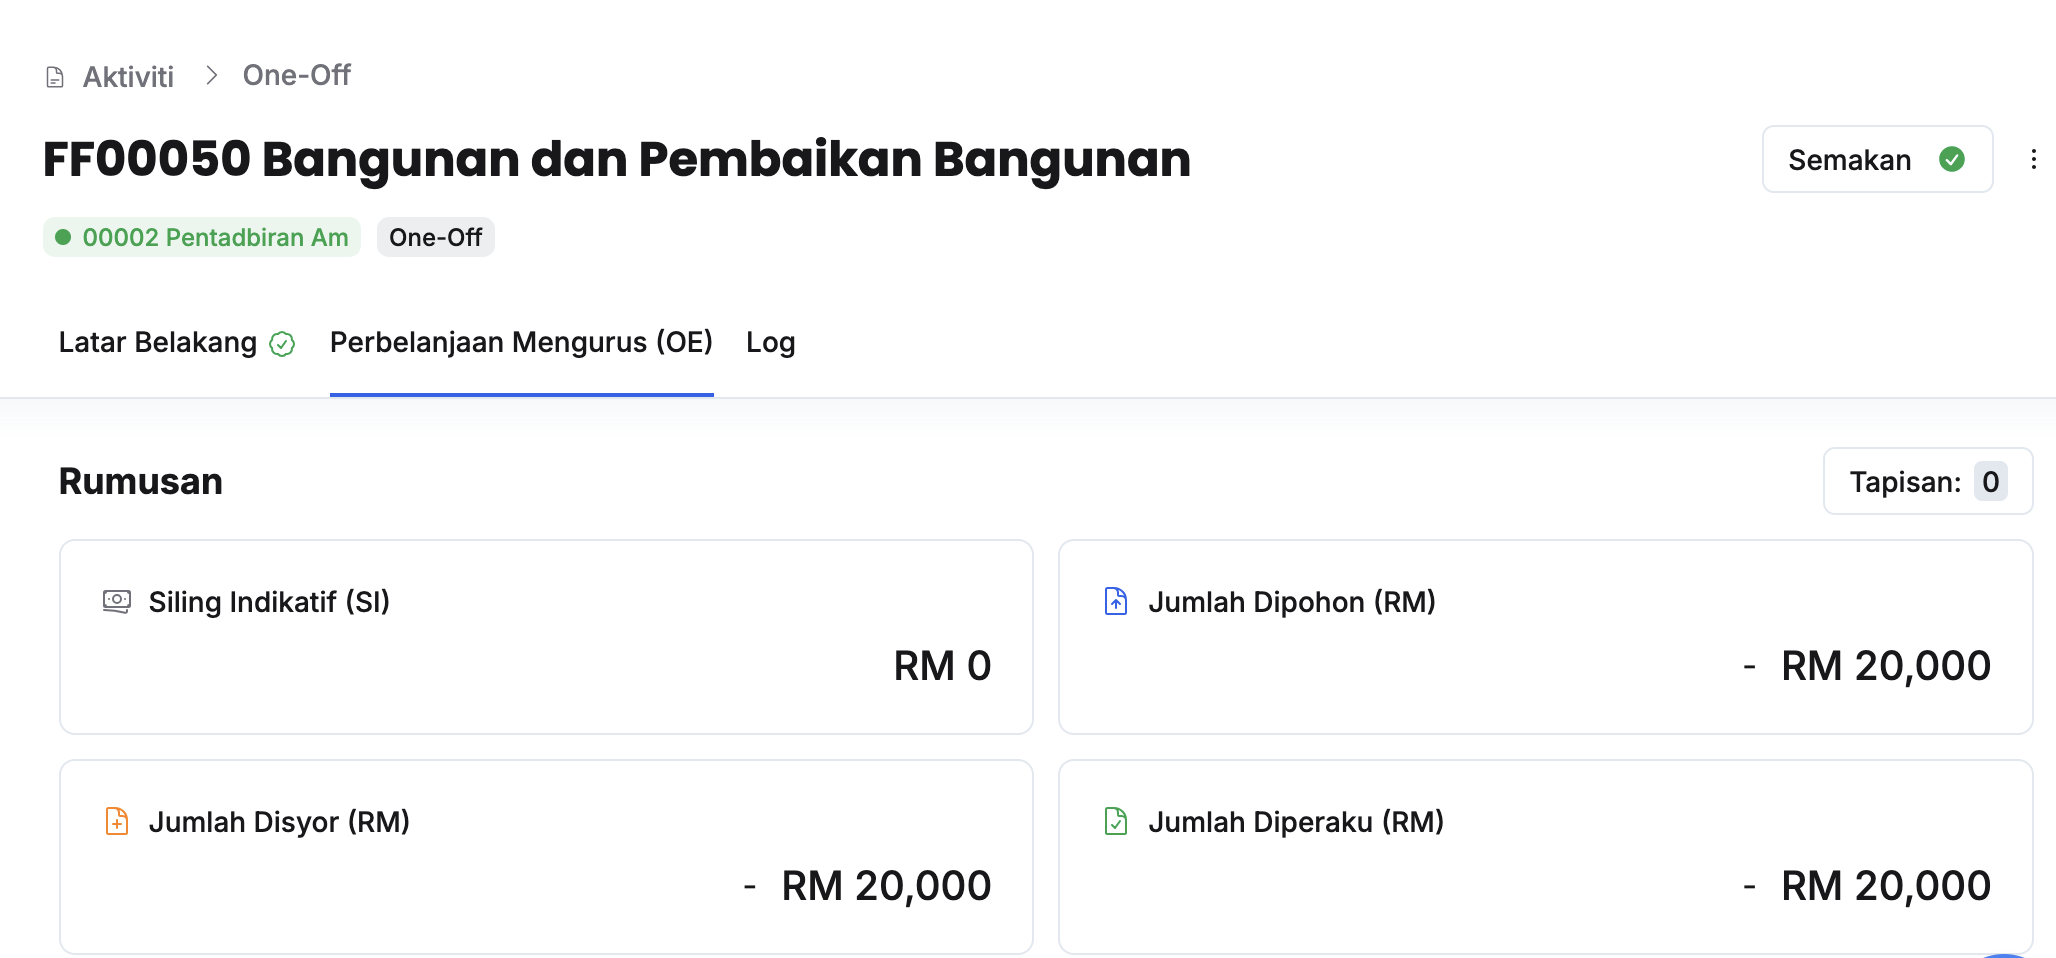 Aktiviti > One-Off
FF00050 Bangunan dan Pembaikan Bangunan
Semakan
00002 Pentadbiran Am One-Off
Latar Belakang Perbelanjaan Mengurus (OE) Log
Rumusan
Tapisan: 0
Siling Indikatif (SI)
RM 0
Jumlah Dipohon (RM)
- RM 20,000
Jumlah Disyor (RM)
- RM 20,000
Jumlah Diperaku (RM)
- RM 20,000